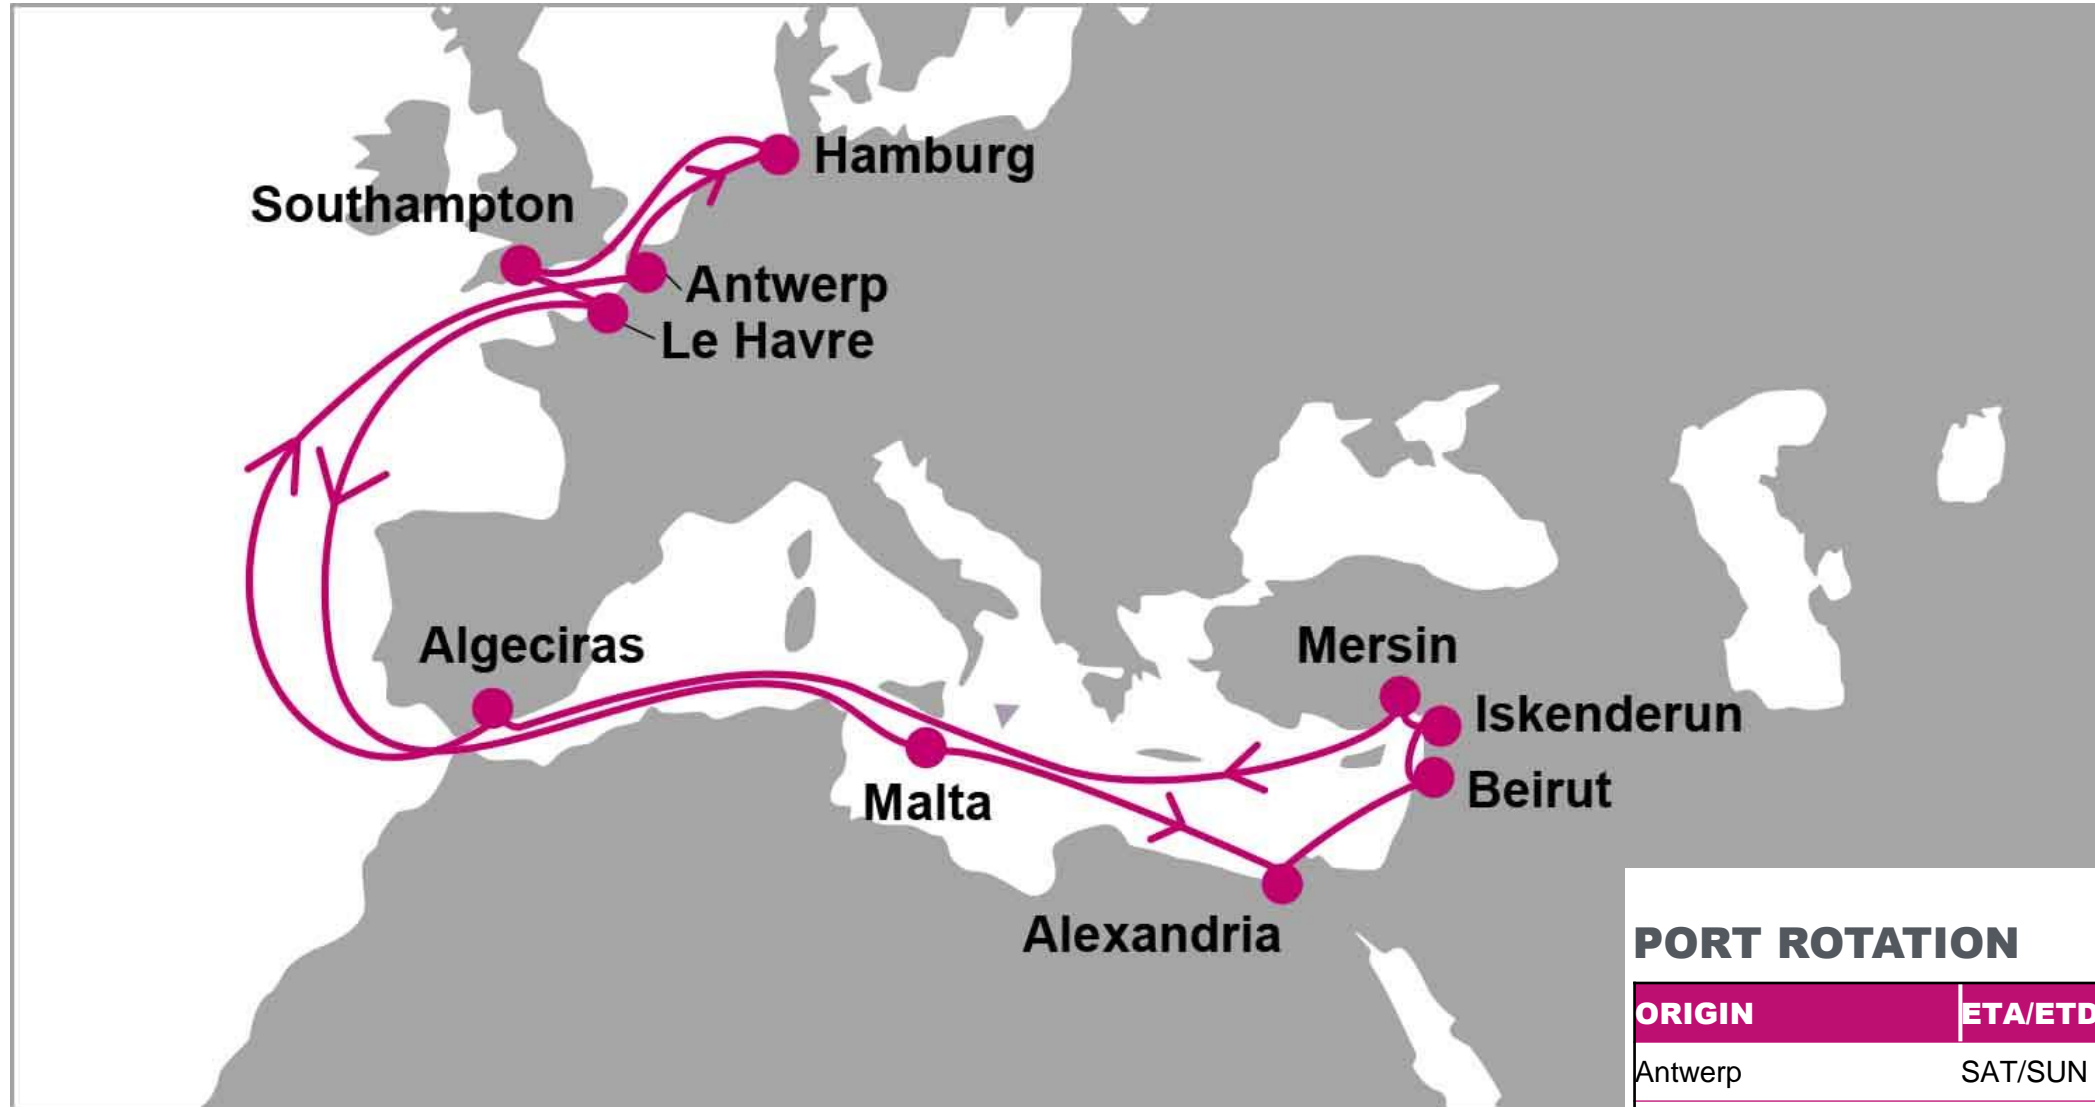 Hamburg
Southampton
Antwerp
Le Havre
Algeciras
Mersin
Iskenderun
Beirut
Malta
Alexandria
PORT ROTATION
ORIGIN ETA/ETD
Antwerp SAT/SUN